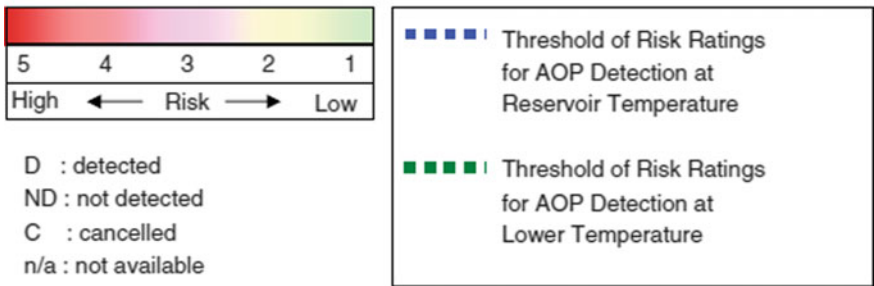 5 4 3 2 1
High Risk Low
D : detected
ND : not detected
C : cancelled
n/a : not available
Threshold of Risk Ratings
for AOP Detection at
Reservoir Temperature
Threshold of Risk Ratings
for AOP Detection at
Lower Temperature